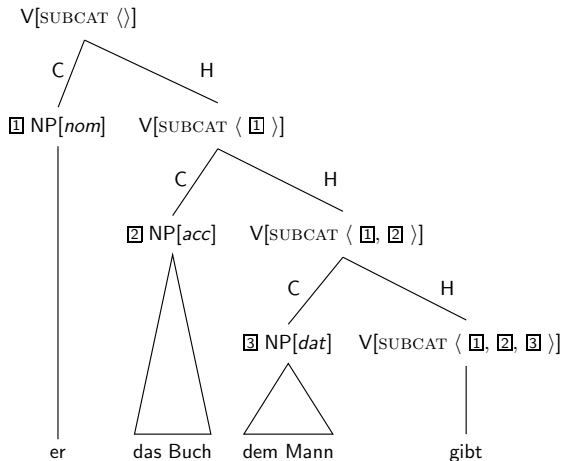 V[SUBCAT ⟨⟩]
C H
1 NP[nom] V[SUBCAT ⟨ 1 ⟩]
C H
2 NP[acc] V[SUBCAT ⟨ 1, 2 ⟩]
C H
3 NP[dat] V[SUBCAT ⟨ 1, 2, 3 ⟩]
er das Buch dem Mann gibt